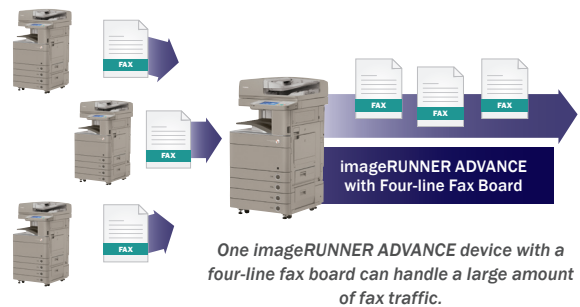 FAX
FAX
FAX
FAX
FAX
FAX
imageRUNNER ADVANCE
with Four-line Fax Board
One imageRUNNER ADVANCE device with a
four-line fax board can handle a large amount
of fax traffic.